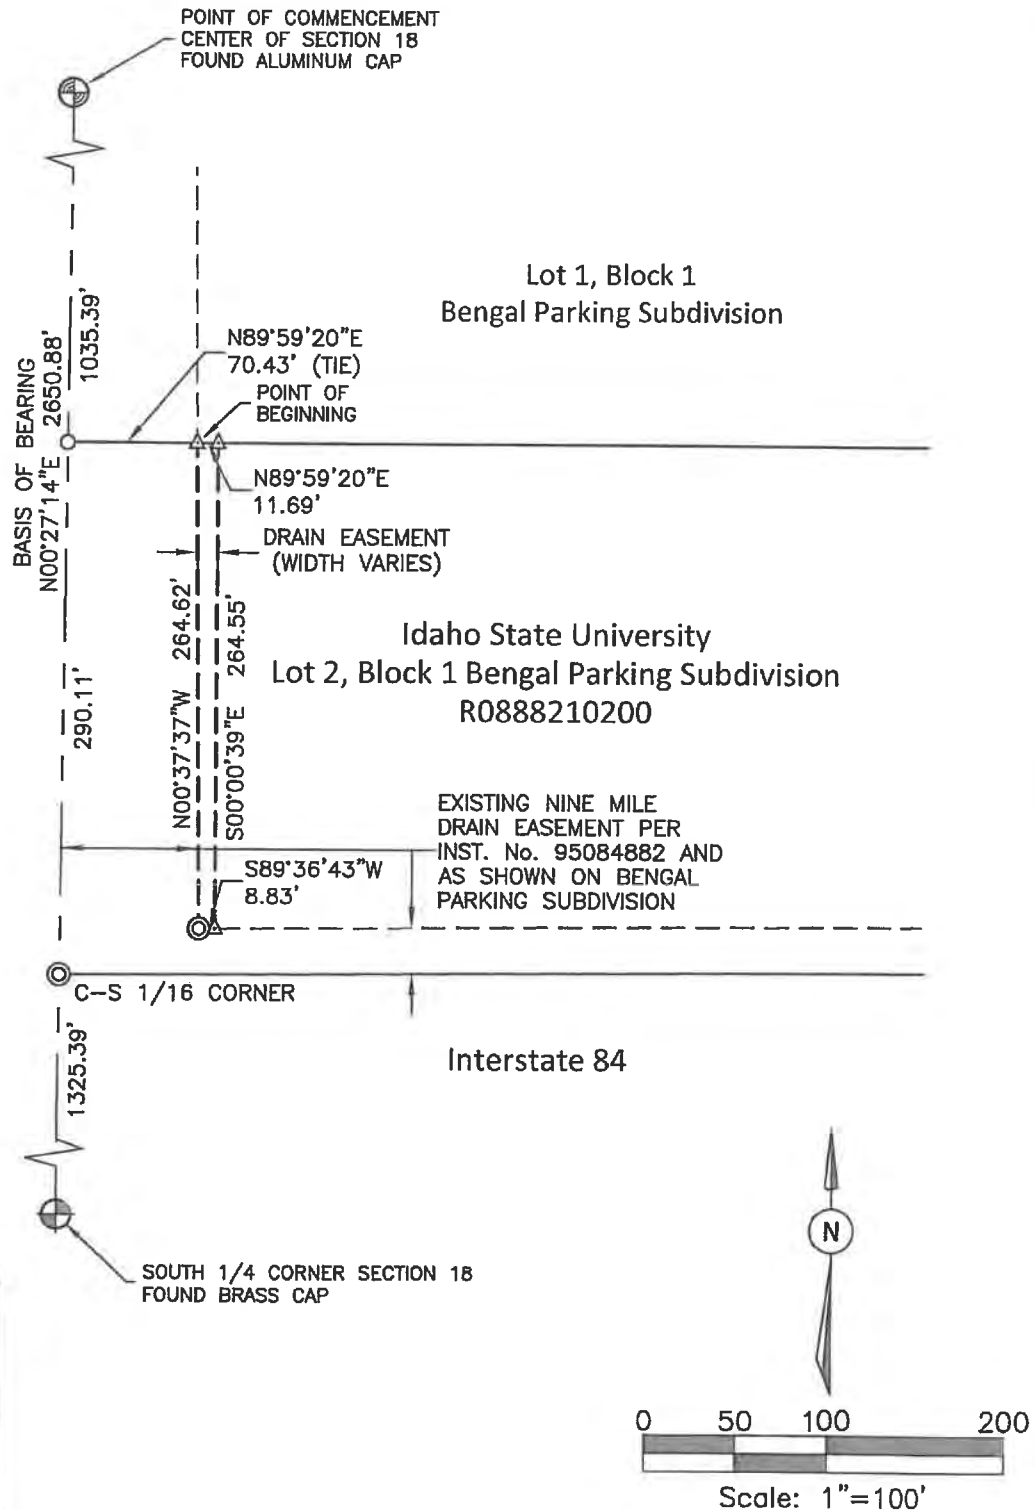 POINT OF COMMENCEMENT
CENTER OF SECTION 18
FOUND ALUMINUM CAP
Lot 1, Block 1
Bengal Parking Subdivision
BASIS OF BEARING
N00°27'14"E 2650.88'
1035.39'
N89°59'20"E
70.43' (TIE)
POINT OF
BEGINNING
N89°59'20"E
11.69'
DRAIN EASEMENT
(WIDTH VARIES)
N00°37'37"W 264.62'
S00°00'39"E 264.55'
Idaho State University
Lot 2, Block 1 Bengal Parking Subdivision
R0888210200
290.11'
EXISTING NINE MILE
DRAIN EASEMENT PER
INST. No. 95084882 AND
AS SHOWN ON BENGAL
PARKING SUBDIVISION
S89°36'43"W
8.83'
C-S 1/16 CORNER
1325.39'
Interstate 84
SOUTH 1/4 CORNER SECTION 18
FOUND BRASS CAP
N
0 50 100 200
Scale: 1"=100'